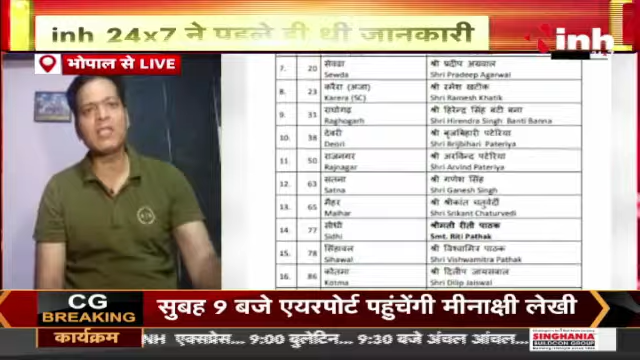 inh 24x7 ने पहले ही थी जानकारी
inh 24x7
भोपाल से LIVE
7. 20 सेवढा श्री प्रदीप अग्रवाल
Sewda Shri Pradeep Agarwal
8. 23 करैरा (अजा) श्री रमेश खटीक
Karera (SC) Shri Ramesh Khatik
9. 31 राघोगढ़ श्री हिरेन्द्र सिंह बंटी बना
Raghogarh Shri Hirendra Singh Banti Banna
10. 38 देवरी श्री बृजबिहारी पटेरिया
Deori Shri Brijbihari Pateriya
11. 50 राजनगर श्री अरविन्द पटेरिया
Rajnagar Shri Arvind Pateriya
12. 63 सतना श्री गणेश सिंह
Satna Shri Ganesh Singh
13. 65 मैहर श्री श्रीकांत चतुर्वेदी
Maihar Shri Srikant Chaturvedi
14. 77 सीधी श्रीमती रीती पाठक
Sidhi Smt. Riti Pathak
15. 78 सिंहावल श्री विश्वामित्र पाठक
Sihawal Shri Vishwamitra Pathak
16. 86 कोतमा श्री दिलीप जायसवाल
Kotma Shri Dilip Jaiswal
CG BREAKING
सुबह 9 बजे एयरपोर्ट पहुंचेंगी मीनाक्षी लेखी
कार्यक्रम
INH एक्सप्रेस... 9:00 बुलेटिन... 9:30 बजे अंचल आंचल...
SINGHANIA
BUILDCON GROUP